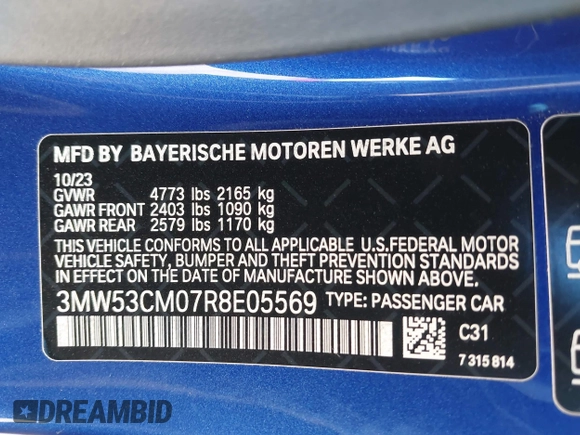 MFD BY BAYERISCHE MOTOREN WERKE AG
10/23
GVWR 4773 lbs 2165 kg
GAWR FRONT 2403 lbs 1090 kg
GAWR REAR 2579 lbs 1170 kg
THIS VEHICLE CONFORMS TO ALL APPLICABLE U.S.FEDERAL MOTOR
VEHICLE SAFETY, BUMPER AND THEFT PREVENTION STANDARDS
IN EFFECT ON THE DATE OF MANUFACTURE SHOWN ABOVE.
3MW53CM07R8E05569 TYPE: PASSENGER CAR
C31
7 315 814
DREAMBID